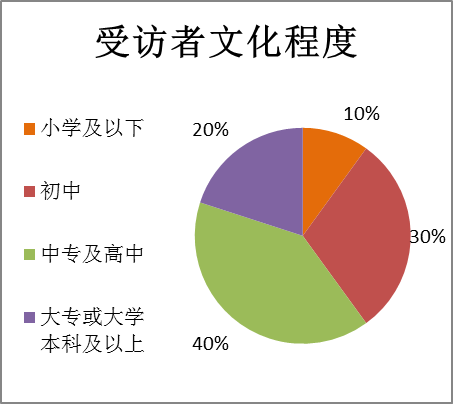 受访者文化程度
小学及以下
初中
中专及高中
大专或大学
本科及以上
10%
30%
40%
20%